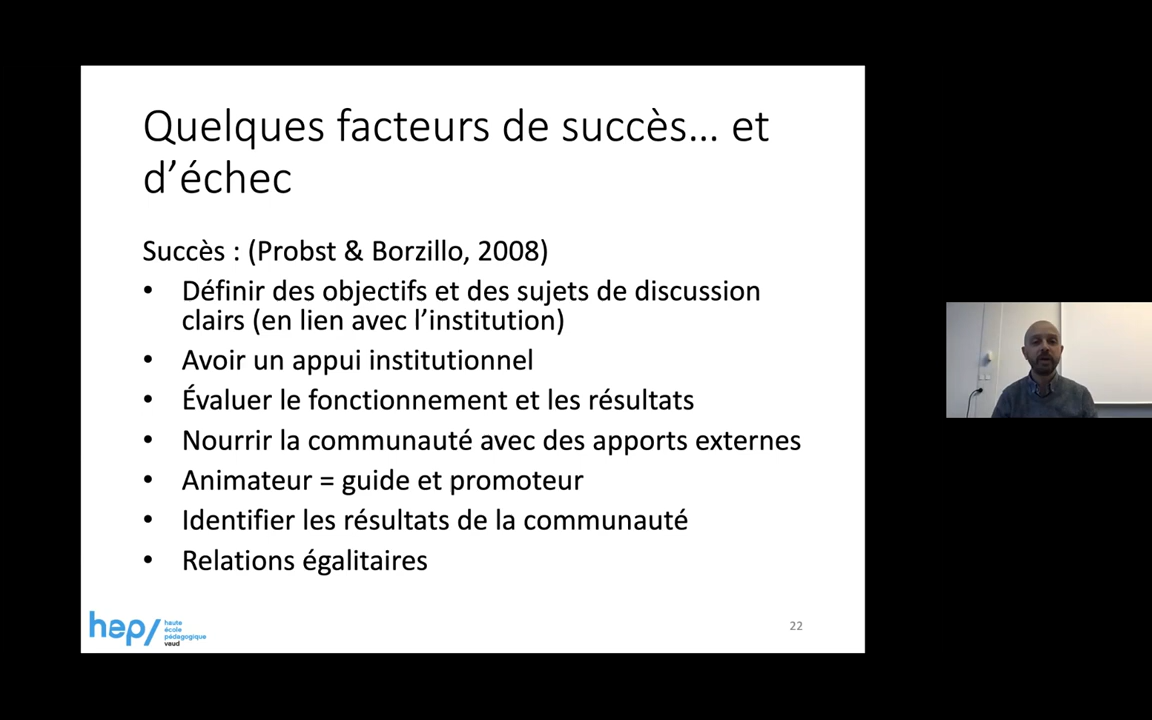 Quelques facteurs de succès… et
d’échec
Succès : (Probst & Borzillo, 2008)
• Définir des objectifs et des sujets de discussion
clairs (en lien avec l’institution)
• Avoir un appui institutionnel
• Évaluer le fonctionnement et les résultats
• Nourrir la communauté avec des apports externes
• Animateur = guide et promoteur
• Identifier les résultats de la communauté
• Relations égalitaires
hep/
haute
école
pédagogique
vaud
22